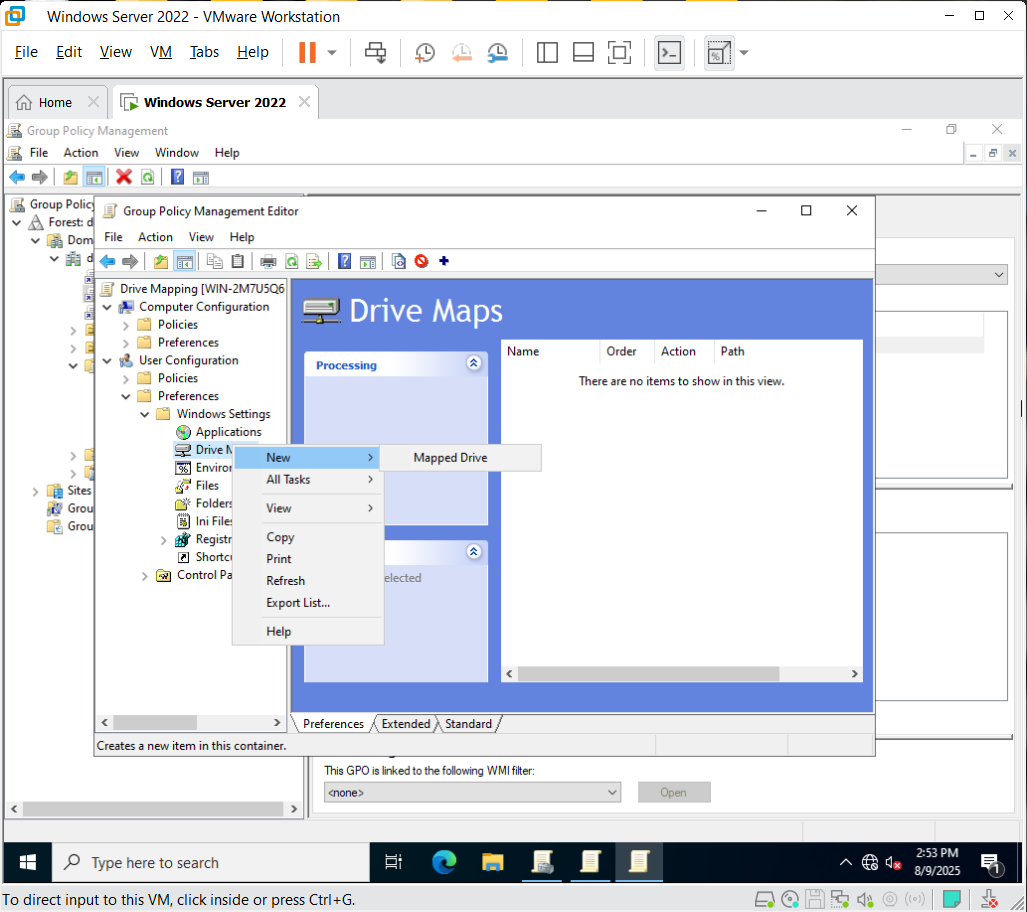 Windows Server 2022 - VMware Workstation
File Edit View VM Tabs Help
Home Windows Server 2022
Group Policy Management
File Action View Window Help
Group Policy
Forest: d
Dom
d
Sites
Grou
Grou
Group Policy Management Editor
File Action View Help
Drive Mapping [WIN-2M7U5Q6
Computer Configuration
Policies
Preferences
User Configuration
Policies
Preferences
Windows Settings
Applications
Drive M
Enviror
Files
Folders
Ini Files
Registr
Shortc
Control Pa
Drive Maps
Processing
elected
Name Order Action Path
There are no items to show in this view.
New Mapped Drive
All Tasks
View
Copy
Print
Refresh
Export List...
Help
Preferences Extended Standard
Creates a new item in this container.
This GPO is linked to the following WMI filter:
<none> Open
Type here to search
2:53 PM
8/9/2025
1
To direct input to this VM, click inside or press Ctrl+G.